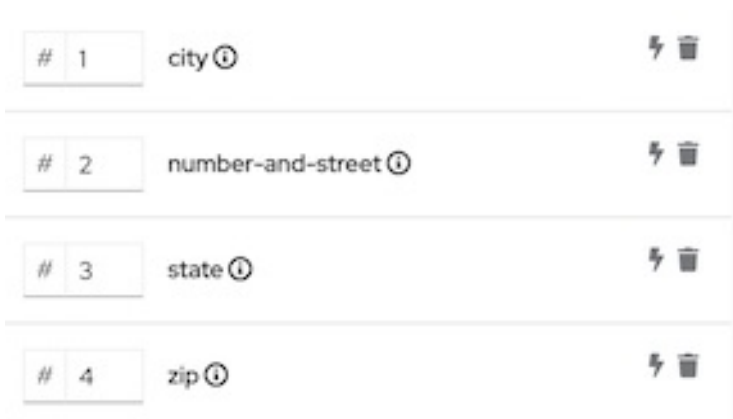 # 1 city
# 2 number-and-street
# 3 state
# 4 zip